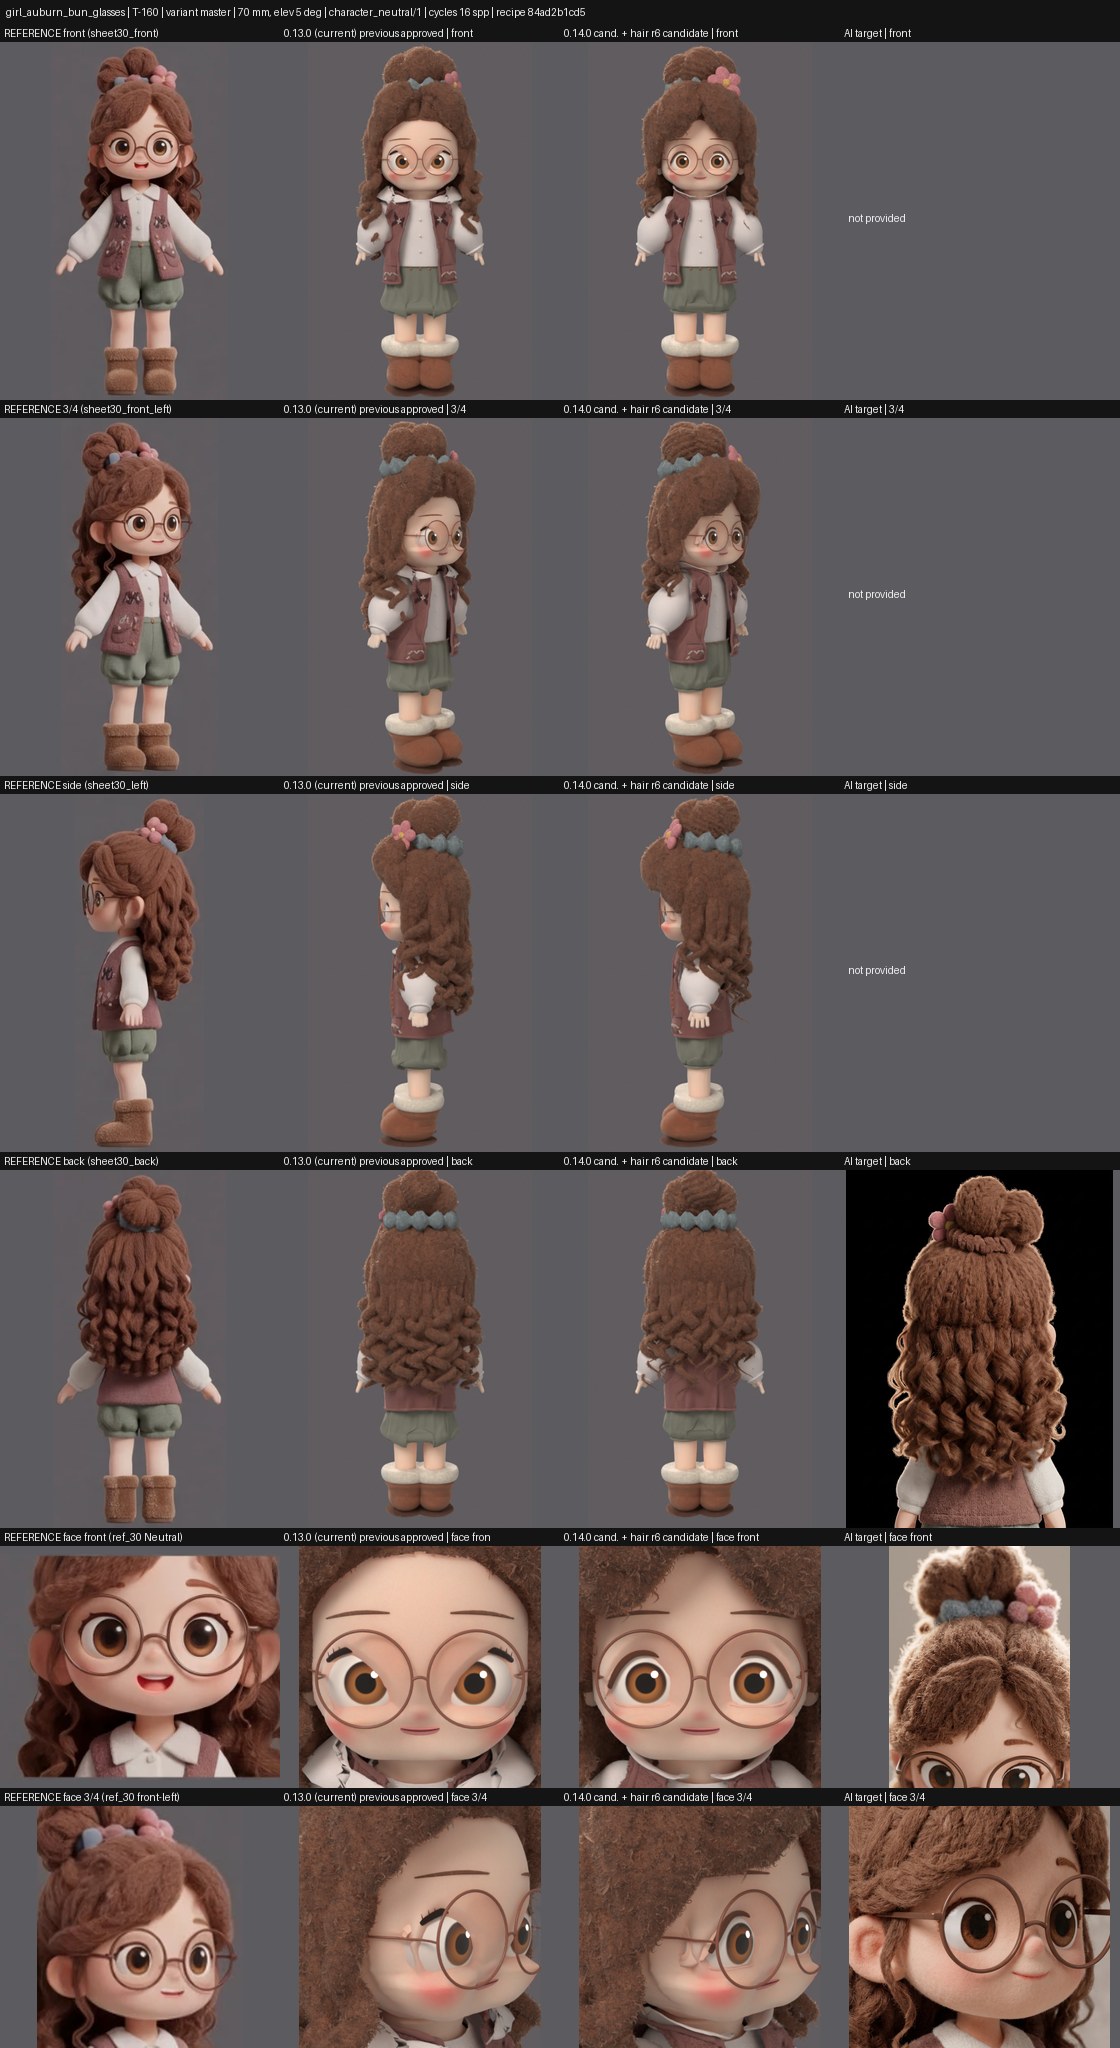 girl_auburn_bun_glasses | T-160 | variant master | 70 mm, elev 5 deg | character_neutral/1 | cycles 16 spp | recipe 84ad2b1cd5
REFERENCE front (sheet30_front) 0.13.0 (current) previous approved | front 0.14.0 cand. + hair r6 candidate | front AI target | front
not provided
REFERENCE 3/4 (sheet30_front_left) 0.13.0 (current) previous approved | 3/4 0.14.0 cand. + hair r6 candidate | 3/4 AI target | 3/4
not provided
REFERENCE side (sheet30_left) 0.13.0 (current) previous approved | side 0.14.0 cand. + hair r6 candidate | side AI target | side
not provided
REFERENCE back (sheet30_back) 0.13.0 (current) previous approved | back 0.14.0 cand. + hair r6 candidate | back AI target | back
REFERENCE face front (ref_30 Neutral) 0.13.0 (current) previous approved | face fron 0.14.0 cand. + hair r6 candidate | face front AI target | face front
REFERENCE face 3/4 (ref_30 front-left) 0.13.0 (current) previous approved | face 3/4 0.14.0 cand. + hair r6 candidate | face 3/4 AI target | face 3/4